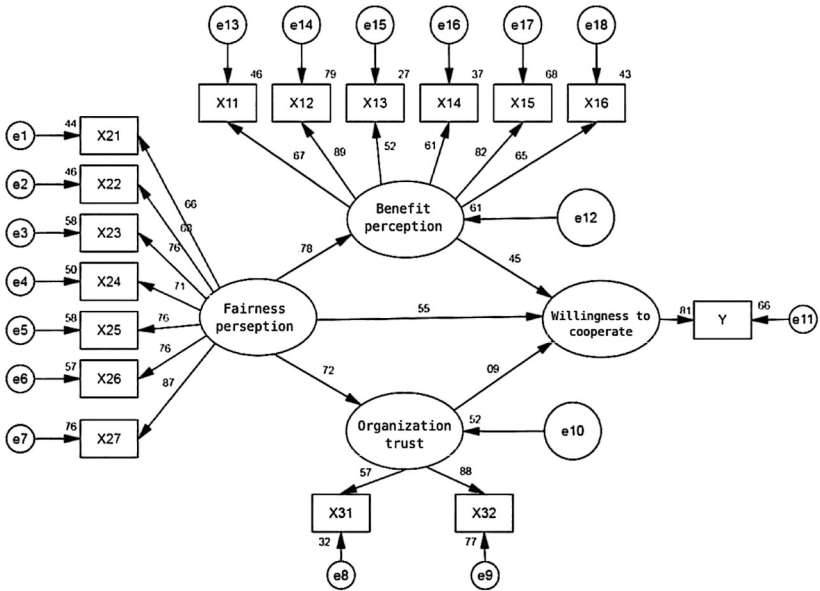 e13 e14 e15 e16 e17 e18
46 79 27 37 68 43
X11 X12 X13 X14 X15 X16
44
e1 X21
46
e2 X22
58
e3 X23
50
e4 X24
58
e5 X25
57
e6 X26
76
e7 X27
67 89 52 61 82 65
66
68
76
71
76
76
87
Benefit
perception
61
e12
78
45
Fairness
perseption
55
Willingness to
cooperate
81
Y
66
e11
72
09
Organization
trust
52
e10
57 88
X31 X32
32 77
e8 e9